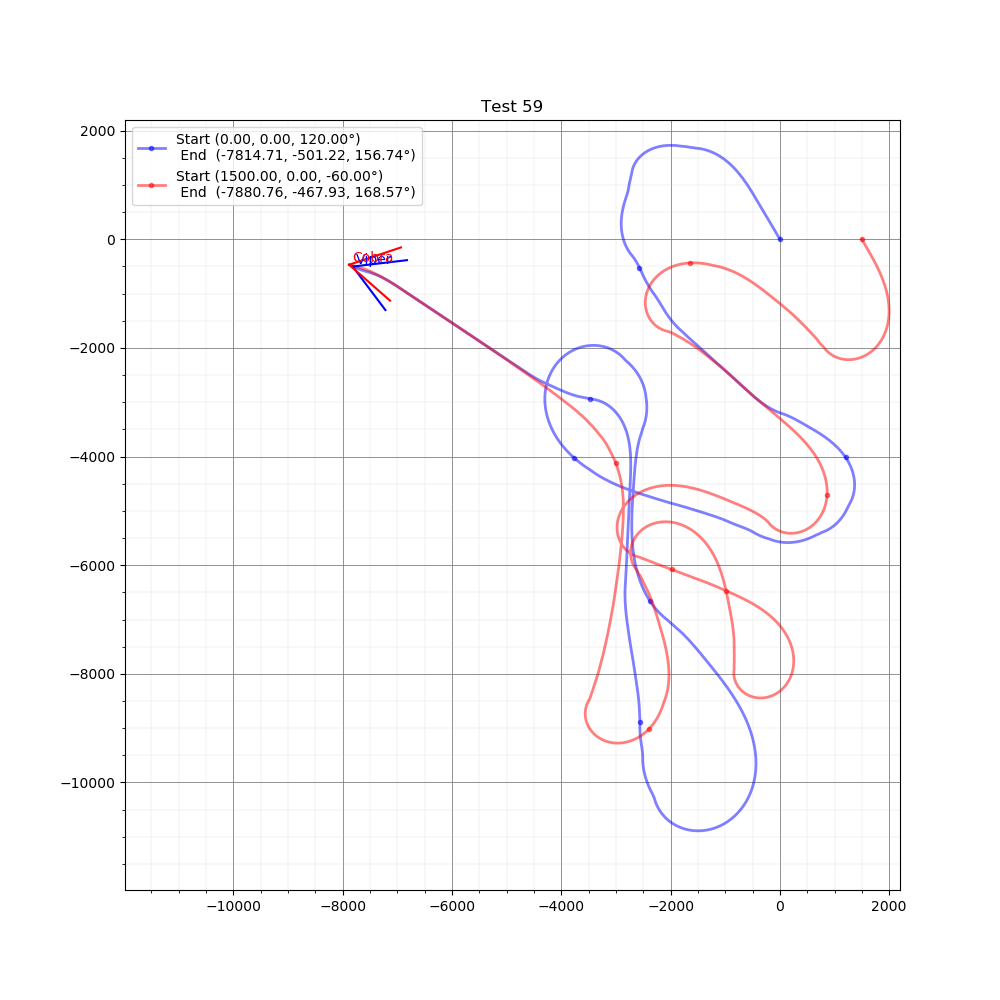 Test 59
Start (0.00, 0.00, 120.00°)
End (-7814.71, -501.22, 156.74°)
Start (1500.00, 0.00, -60.00°)
End (-7880.76, -467.93, 168.57°)
2000
0
−2000
−4000
−6000
−8000
−10000
−10000 −8000 −6000 −4000 −2000 0 2000